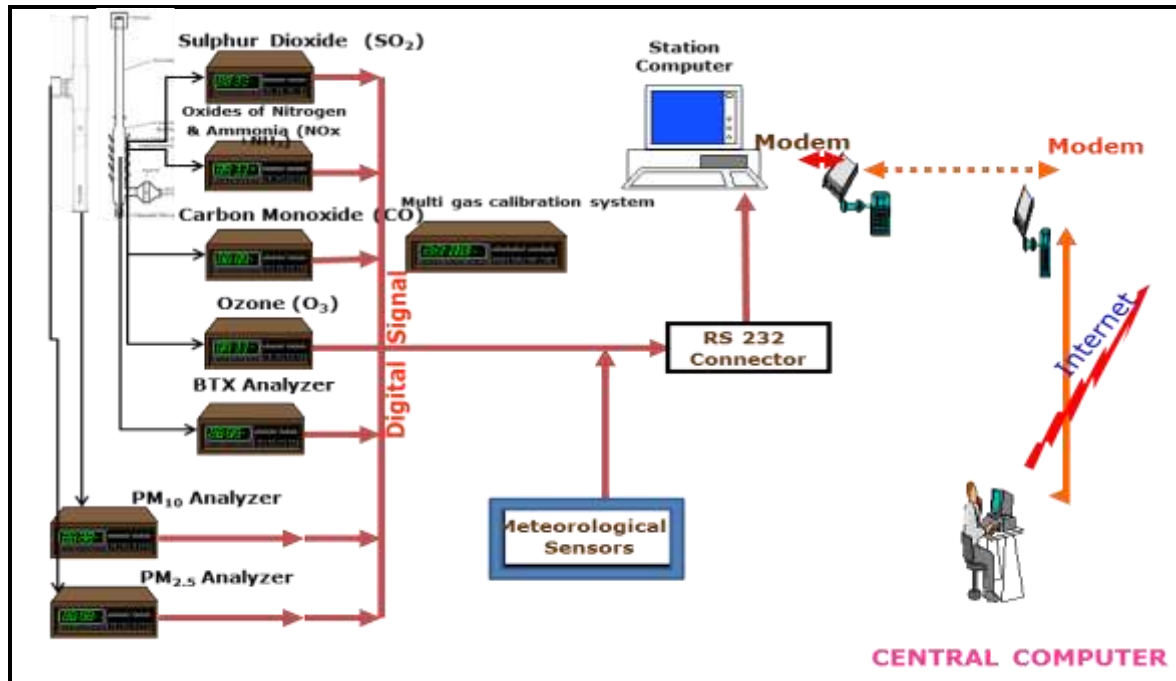 Sulphur Dioxide (SO₂)
Oxides of Nitrogen
& Ammonia (NOx
Carbon Monoxide (CO)
Multi gas calibration system
Ozone (O₃)
BTX Analyzer
PM₁₀ Analyzer
PM₂.₅ Analyzer
Digital Signal
Station
Computer
Modem
Modem
RS 232
Connector
Meteorological
Sensors
Internet
CENTRAL COMPUTER